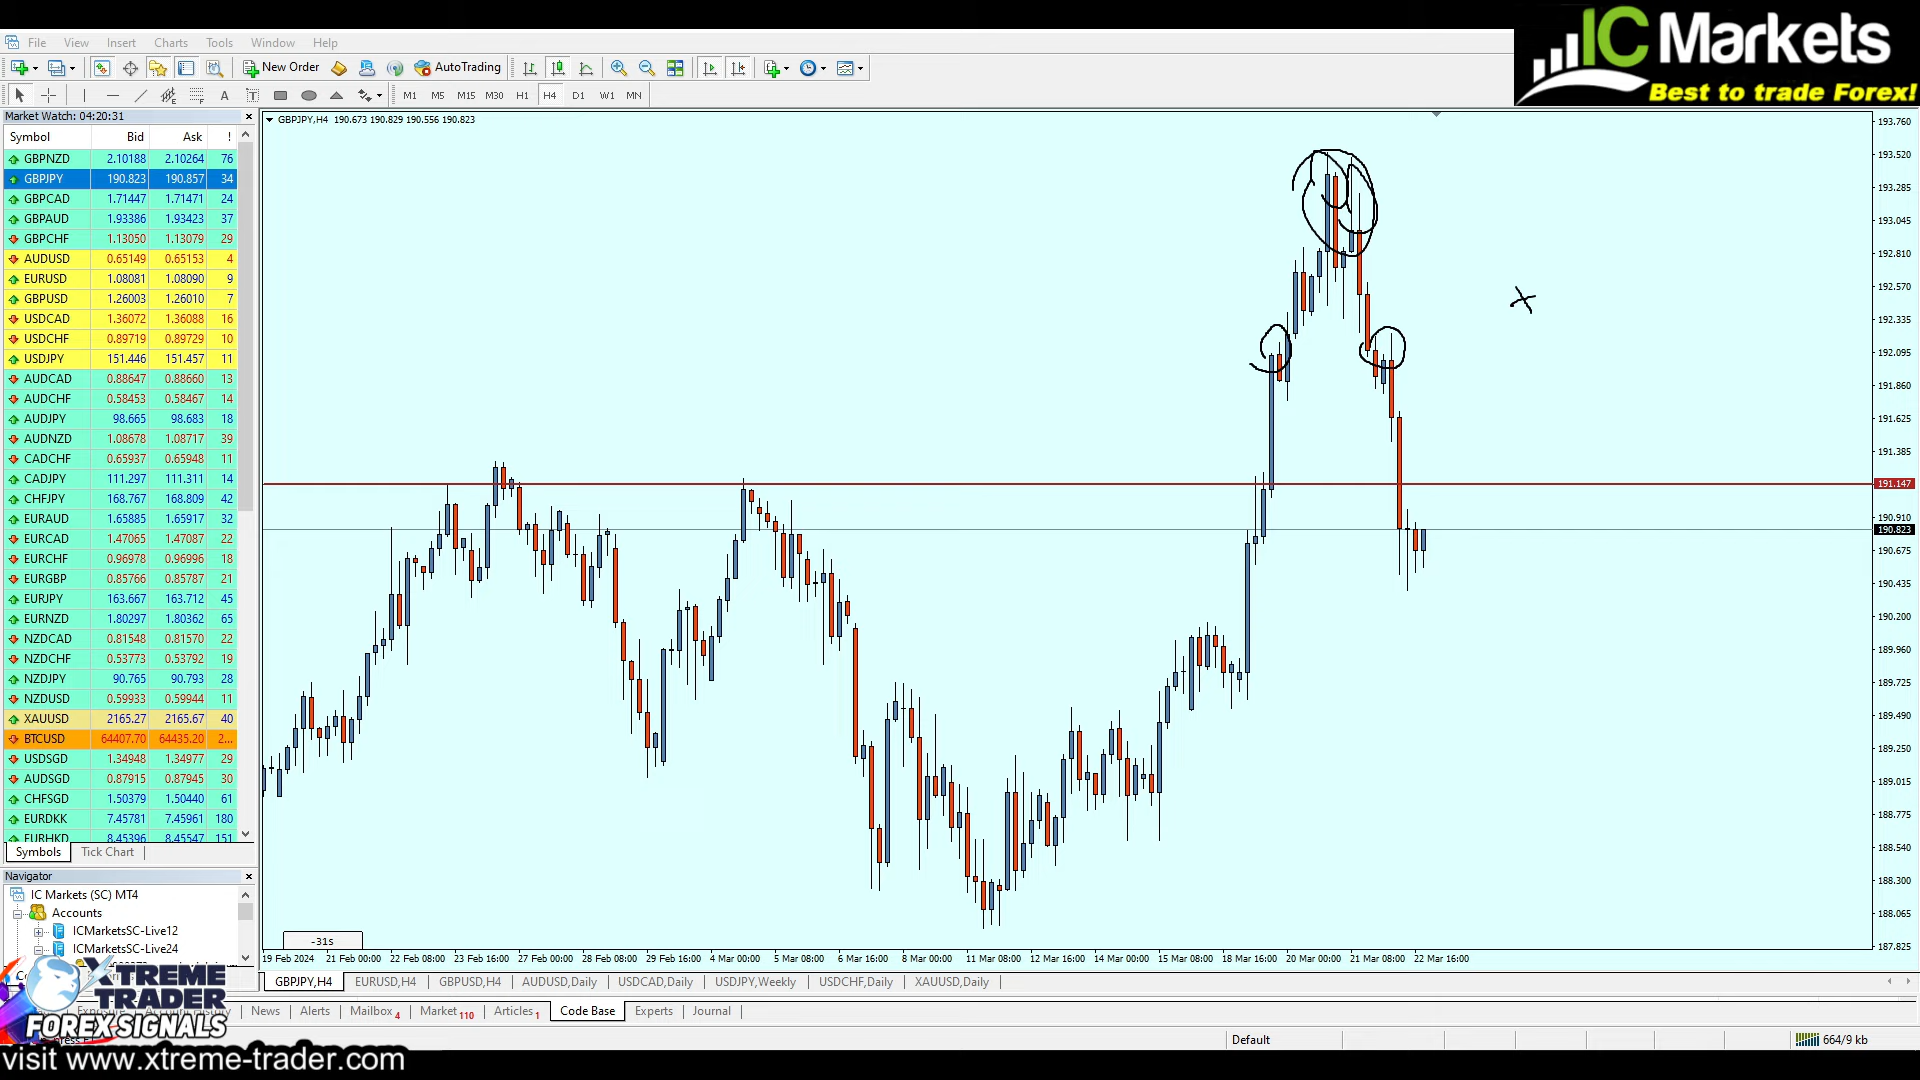 IC Markets
Best to trade Forex!
File View Insert Charts Tools Window Help
New Order AutoTrading
A T M1 M5 M15 M30 H1 H4 D1 W1 MN
Market Watch: 04:20:31
Symbol Bid Ask !
GBPNZD 2.10188 2.10264 76
GBPJPY 190.823 190.857 34
GBPCAD 1.71447 1.71471 24
GBPAUD 1.93386 1.93423 37
GBPCHF 1.13050 1.13079 29
AUDUSD 0.65149 0.65153 4
EURUSD 1.08081 1.08090 9
GBPUSD 1.26003 1.26010 7
USDCAD 1.36072 1.36088 16
USDCHF 0.89719 0.89729 10
USDJPY 151.446 151.457 11
AUDCAD 0.88647 0.88660 13
AUDCHF 0.58453 0.58467 14
AUDJPY 98.665 98.683 18
AUDNZD 1.08678 1.08717 39
CADCHF 0.65937 0.65948 11
CADJPY 111.297 111.311 14
CHFJPY 168.767 168.809 42
EURAUD 1.65885 1.65917 32
EURCAD 1.47065 1.47087 22
EURCHF 0.96978 0.96996 18
EURGBP 0.85766 0.85787 21
EURJPY 163.667 163.712 45
EURNZD 1.80297 1.80362 65
NZDCAD 0.81548 0.81570 22
NZDCHF 0.53773 0.53792 19
NZDJPY 90.765 90.793 28
NZDUSD 0.59933 0.59944 11
XAUUSD 2165.27 2165.67 40
BTCUSD 64407.70 64435.20 2...
USDSGD 1.34948 1.34977 29
AUDSGD 0.87915 0.87945 30
CHFSGD 1.50379 1.50440 61
EURDKK 7.45781 7.45961 180
EURHKD 8.45396 8.45547 151
Symbols Tick Chart
Navigator
IC Markets (SC) MT4
Accounts
ICMarketsSC-Live12
ICMarketsSC-Live24
GBPJPY,H4 190.673 190.829 190.556 190.823
193.760
193.520
193.285
193.045
192.810
192.570
192.335
192.095
191.860
191.625
191.385
191.147
190.910
190.823
190.675
190.435
190.200
189.960
189.725
189.490
189.250
189.015
188.775
188.540
188.300
188.065
187.825
-31s
19 Feb 2024 21 Feb 00:00 22 Feb 08:00 23 Feb 16:00 27 Feb 00:00 28 Feb 08:00 29 Feb 16:00 4 Mar 00:00 5 Mar 08:00 6 Mar 16:00 8 Mar 00:00 11 Mar 08:00 12 Mar 16:00 14 Mar 00:00 15 Mar 08:00 18 Mar 16:00 20 Mar 00:00 21 Mar 08:00 22 Mar 16:00
GBPJPY,H4 EURUSD,H4 GBPUSD,H4 AUDUSD,Daily USDCAD,Daily USDJPY,Weekly USDCHF,Daily XAUUSD,Daily
Exposure Account History News Alerts Mailbox 4 Market 110 Articles 1 Code Base Experts Journal
Default 664/9 kb
XTREME
TRADER
FOREX SIGNALS
visit www.xtreme-trader.com